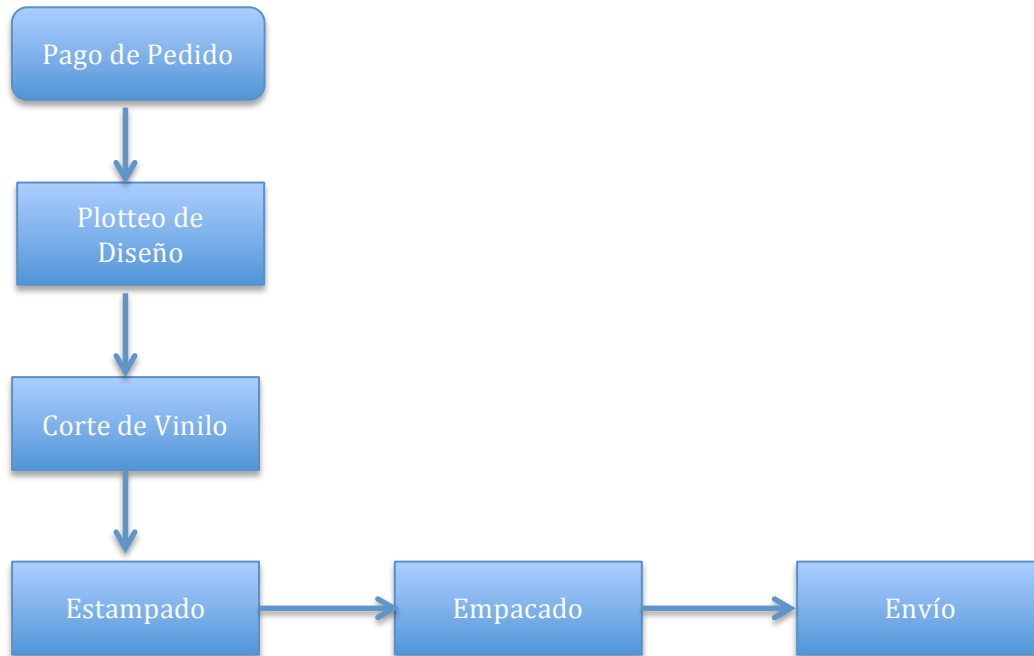 Pago de Pedido
Plotteo de
Diseño
Corte de Vinilo
Estampado
Empacado
Envío